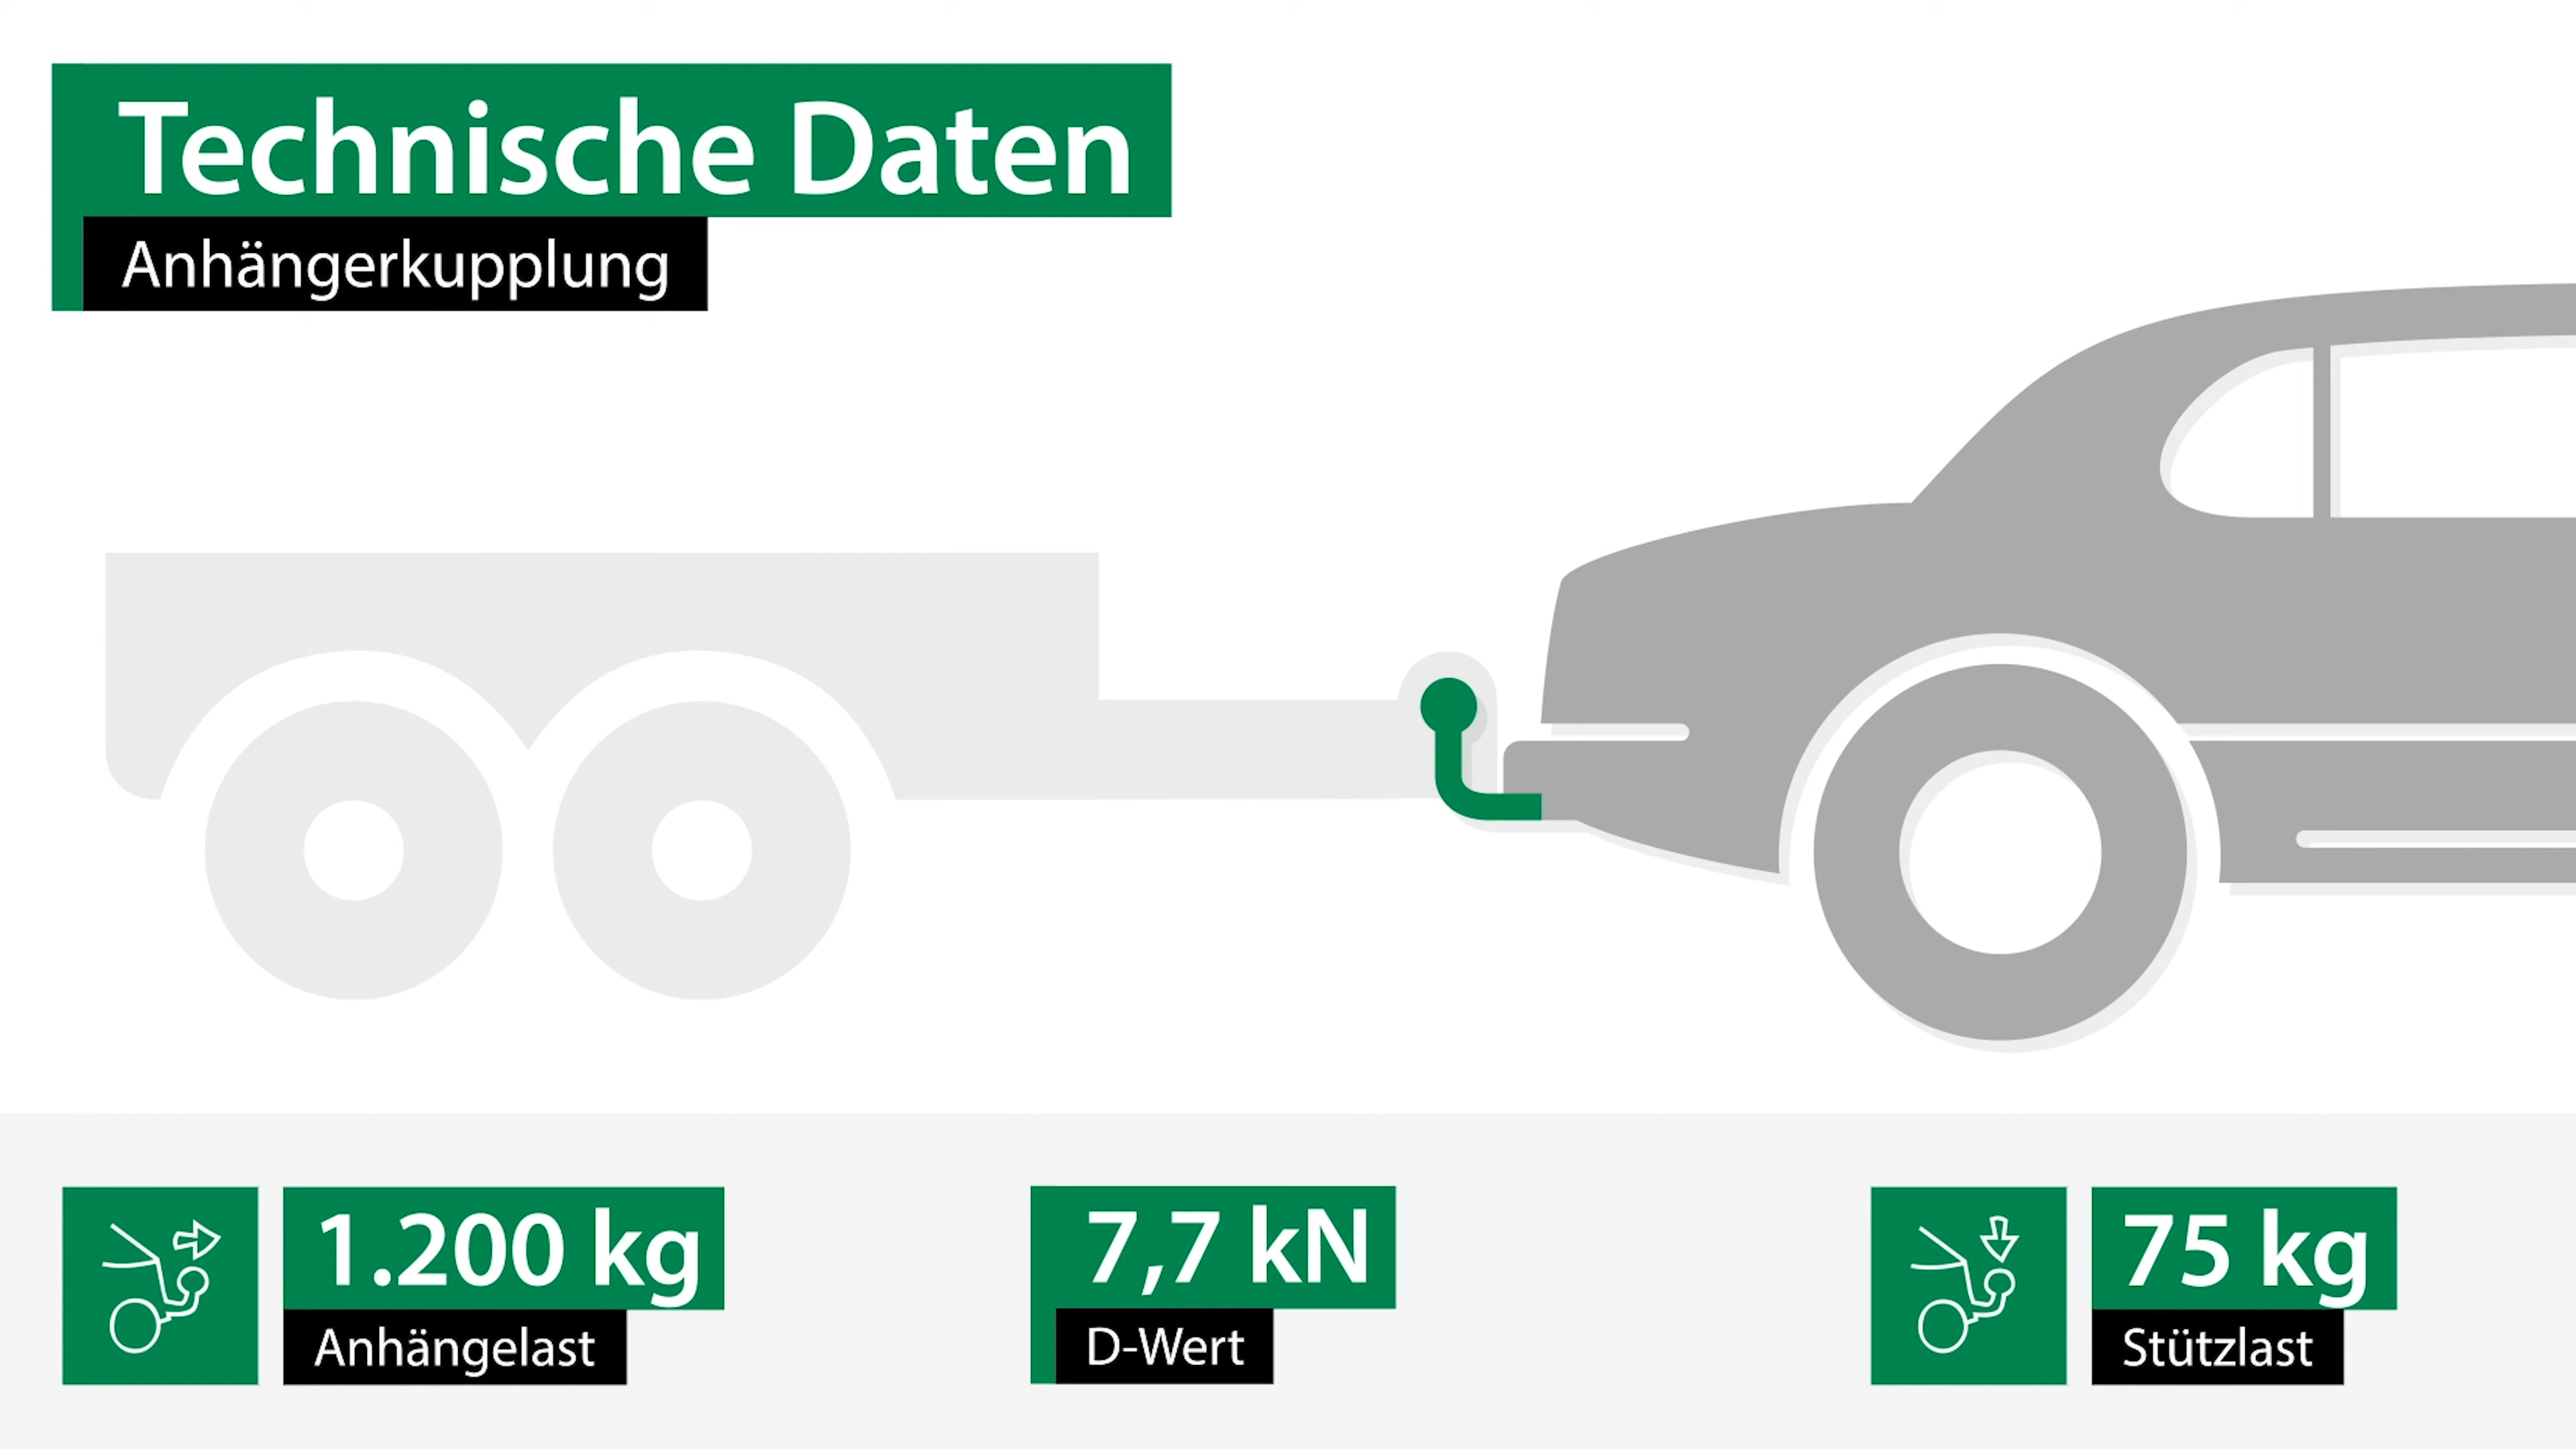 Technische Daten
Anhängerkupplung
1.200 kg
Anhängelast
7,7 kN
D-Wert
75 kg
Stützlast